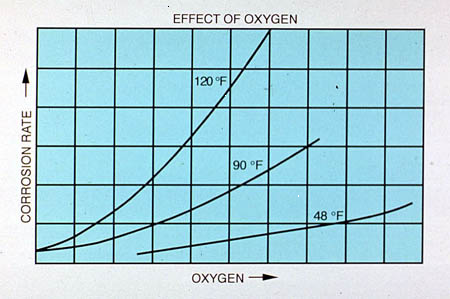 EFFECT OF OXYGEN
120 °F
90 °F
48 °F
CORROSION RATE
OXYGEN